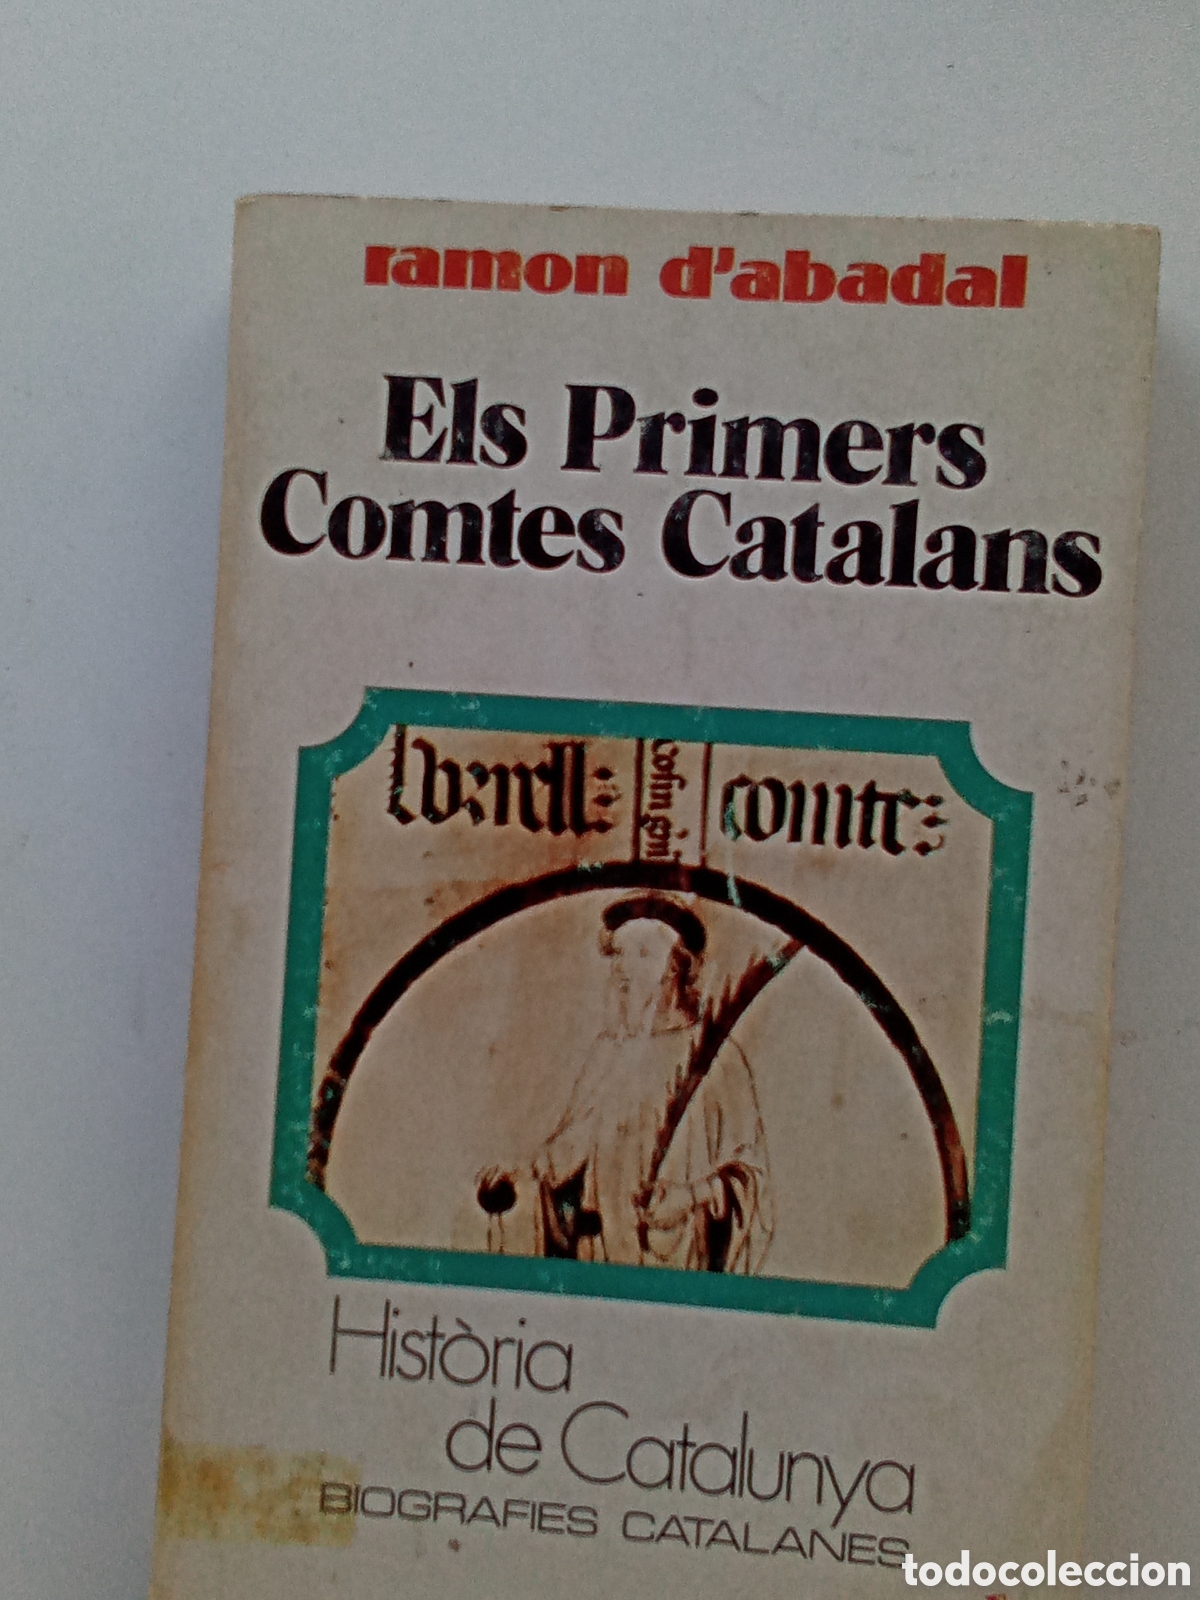 ramon d'abadal
Els Primers
Comtes Catalans
comte:
Història
de Catalunya
BIOGRAFIES CATALANES
todocoleccion